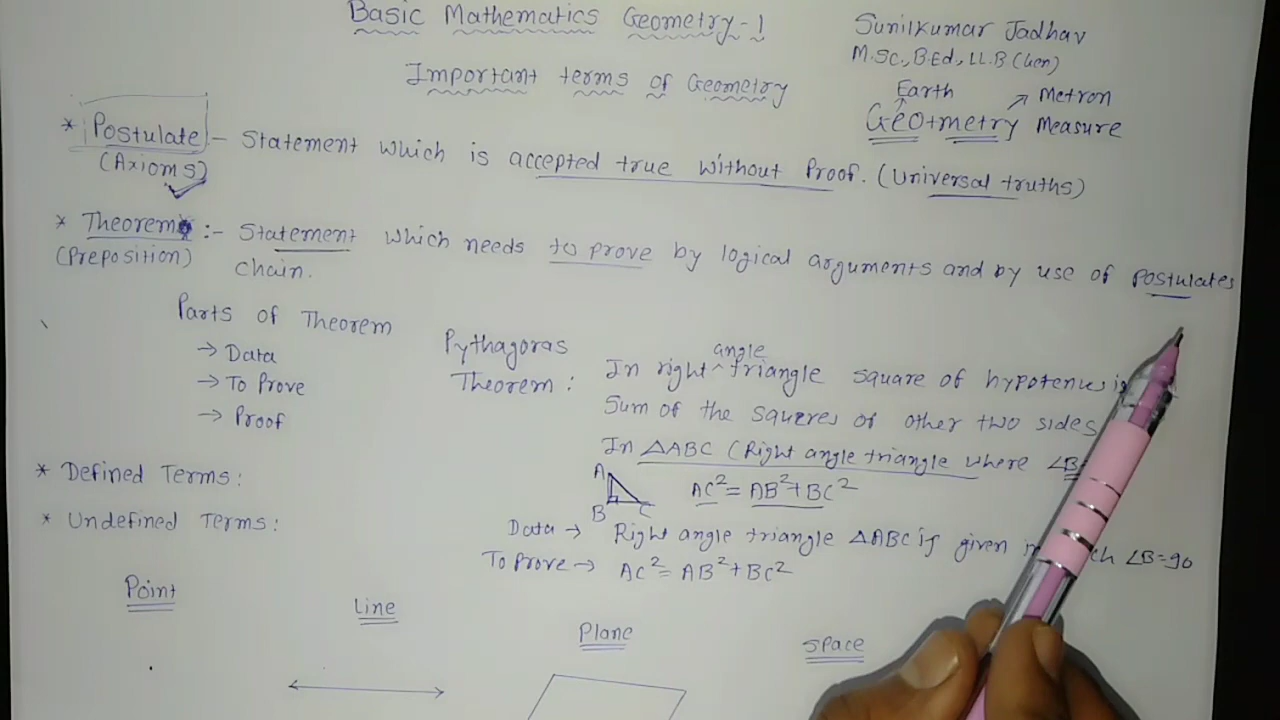 Basic Mathematics Geometry-1
Sunilkumar Jadhav
M.Sc., B.Ed., LL.B (Gen)
Important terms of Geometry
Earth
Metron
Geo+metry Measure
* Postulate :- Statement which is accepted true without Proof. (Universal truths)
(Axioms)
* Theorem :- Statement which needs to prove by logical arguments and by use of Postulates
(Preposition) chain.
Parts of Theorem
→ Data
→ To Prove
→ Proof
Pythagoras
Theorem :
angle
In right ^ triangle square of hypotenus is
Sum of the squares of other two sides
In △ABC (Right angle triangle where ∠B
A
B C
AC²= AB²+BC²
Data → Right angle triangle △ABC is given ∠B=90
To Prove → AC²= AB²+BC²
* Defined Terms :
* Undefined Terms :
Point
Line
Plane
Space